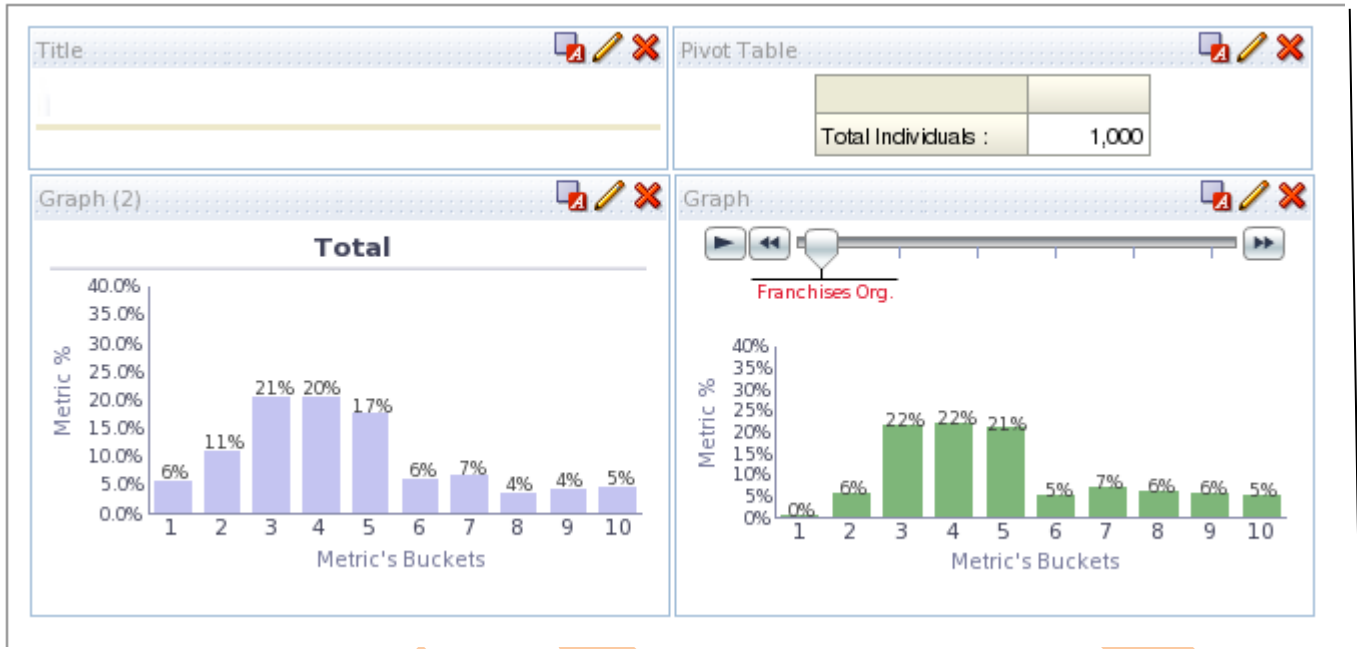 Title
Pivot Table
Total Individuals : 1,000
Graph (2)
Total
40.0%
35.0%
30.0%
25.0%
20.0%
15.0%
10.0%
5.0%
0.0%
Metric %
6% 11% 21% 20% 17% 6% 7% 4% 4% 5%
1 2 3 4 5 6 7 8 9 10
Metric's Buckets
Graph
Franchises Org.
40%
35%
30%
25%
20%
15%
10%
5%
0%
Metric %
0% 6% 22% 22% 21% 5% 7% 6% 6% 5%
1 2 3 4 5 6 7 8 9 10
Metric's Buckets